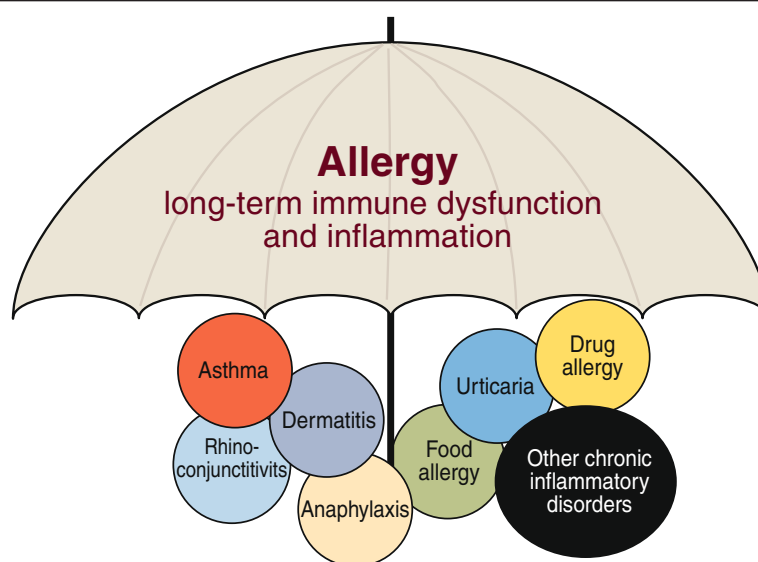 Allergy
long-term immune dysfunction
and inflammation
Asthma
Rhino-
conjunctitivits
Dermatitis
Anaphylaxis
Food
allergy
Urticaria
Drug
allergy
Other chronic
inflammatory
disorders